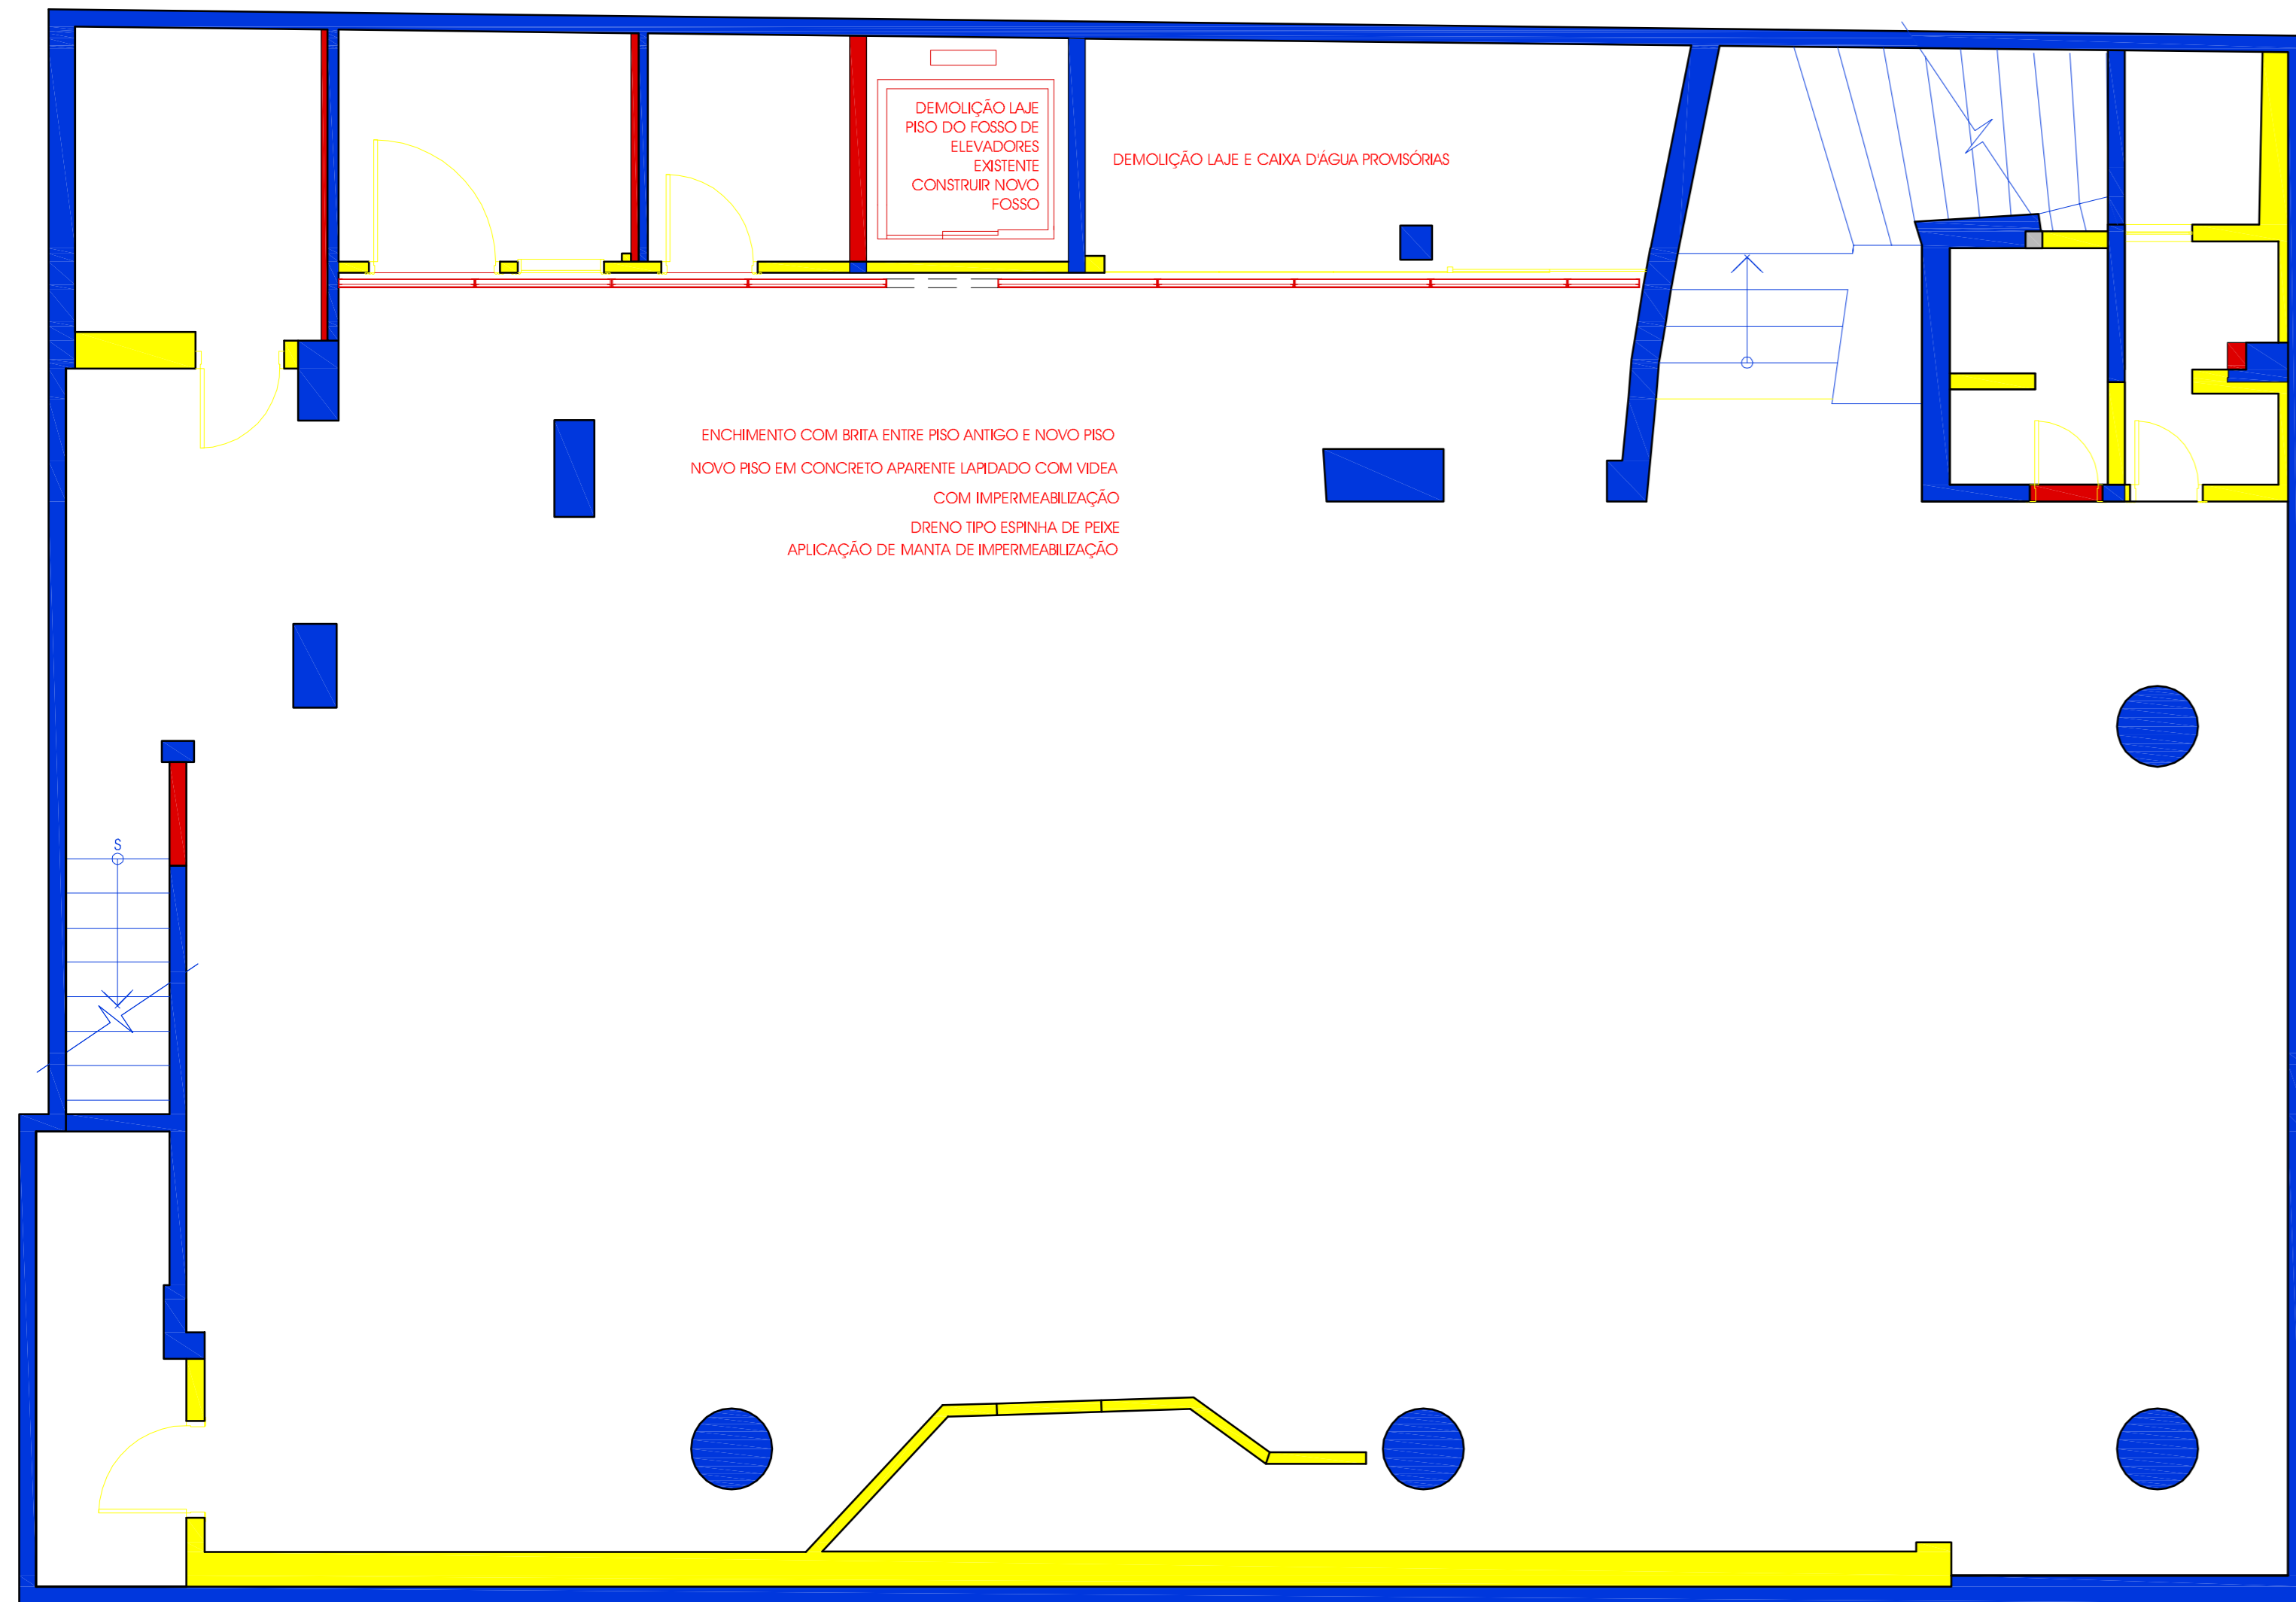 DEMOLIÇÃO LAJE
PISO DO FOSSO DE
ELEVADORES
EXISTENTE
CONSTRUIR NOVO
FOSSO
DEMOLIÇÃO LAJE E CAIXA D'ÁGUA PROVISÓRIAS
ENCHIMENTO COM BRITA ENTRE PISO ANTIGO E NOVO PISO
NOVO PISO EM CONCRETO APARENTE LAPIDADO COM VIDEA
COM IMPERMEABILIZAÇÃO
DRENO TIPO ESPINHA DE PEIXE
APLICAÇÃO DE MANTA DE IMPERMEABILIZAÇÃO
S